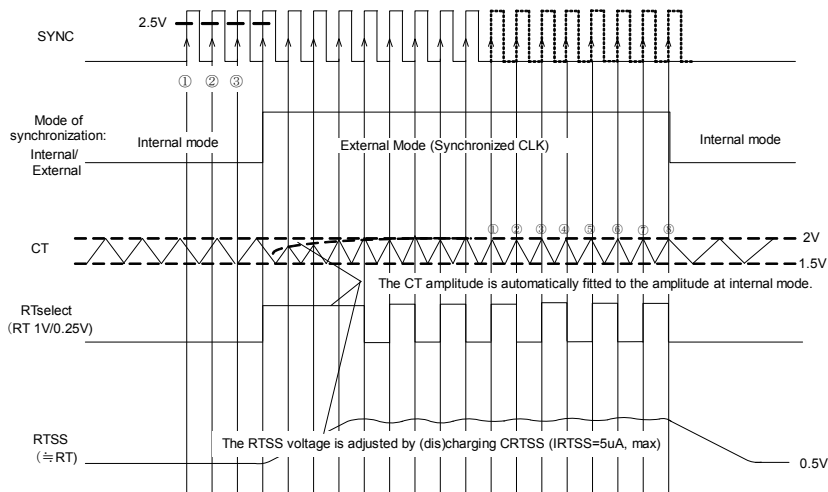 SYNC
2.5V
① ② ③
Mode of
synchronization:
Internal/
External
Internal mode
External Mode (Synchronized CLK)
Internal mode
① ② ③ ④ ⑤ ⑥ ⑦ ⑧
CT
2V
1.5V
The CT amplitude is automatically fitted to the amplitude at internal mode.
RTselect
(RT 1V/0.25V)
The RTSS voltage is adjusted by (dis)charging CRTSS (IRTSS=5uA, max)
RTSS
(≒RT)
0.5V